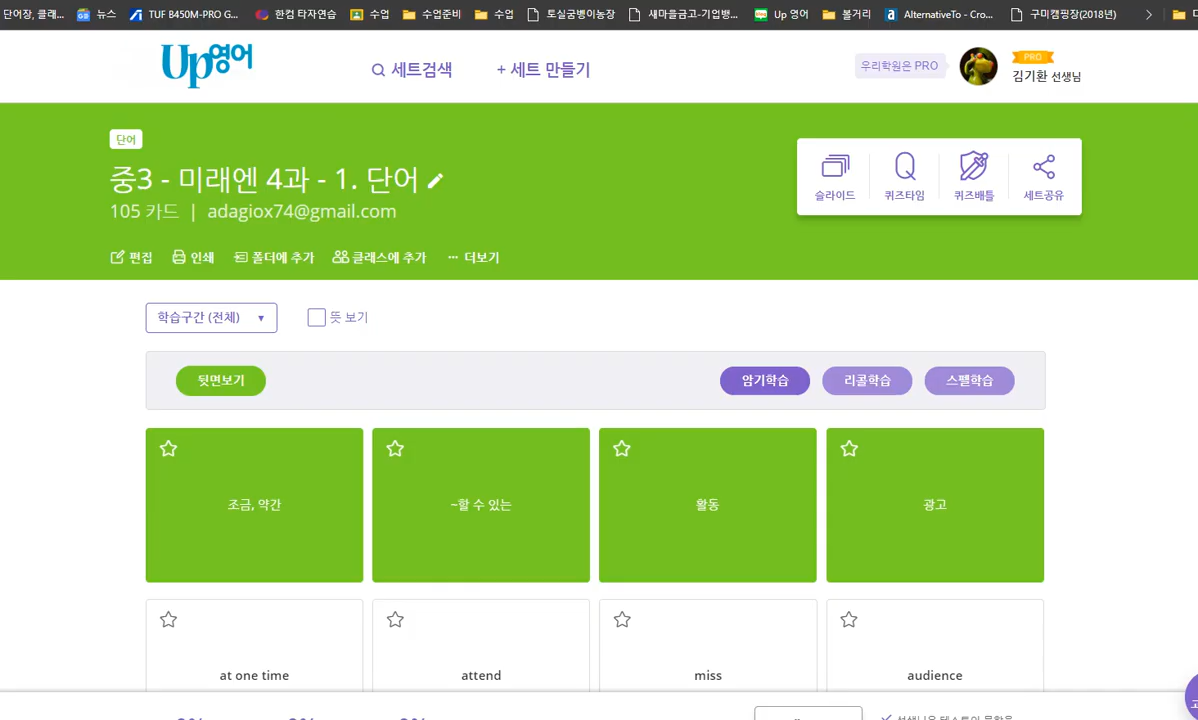 단어장, 클래... 뉴스 TUF B450M-PRO G... 한컴 타자연습 수업 수업준비 수업 토실굼벵이농장 새마을금고-기업뱅... Up 영어 볼거리 AlternativeTo - Cro... 구미캠핑장(2018년)
Up영어
세트검색 + 세트 만들기
우리학원은 PRO
PRO
김기환 선생님
단어
중3 - 미래엔 4과 - 1. 단어
105 카드 | adagiox74@gmail.com
슬라이드 퀴즈타임 퀴즈배틀 세트공유
편집 인쇄 폴더에 추가 클래스에 추가 ··· 더보기
학습구간 (전체) ▼ 뜻 보기
뒷면보기 암기학습 리콜학습 스펠학습
조금, 약간 ~할 수 있는 활동 광고
at one time attend miss audience